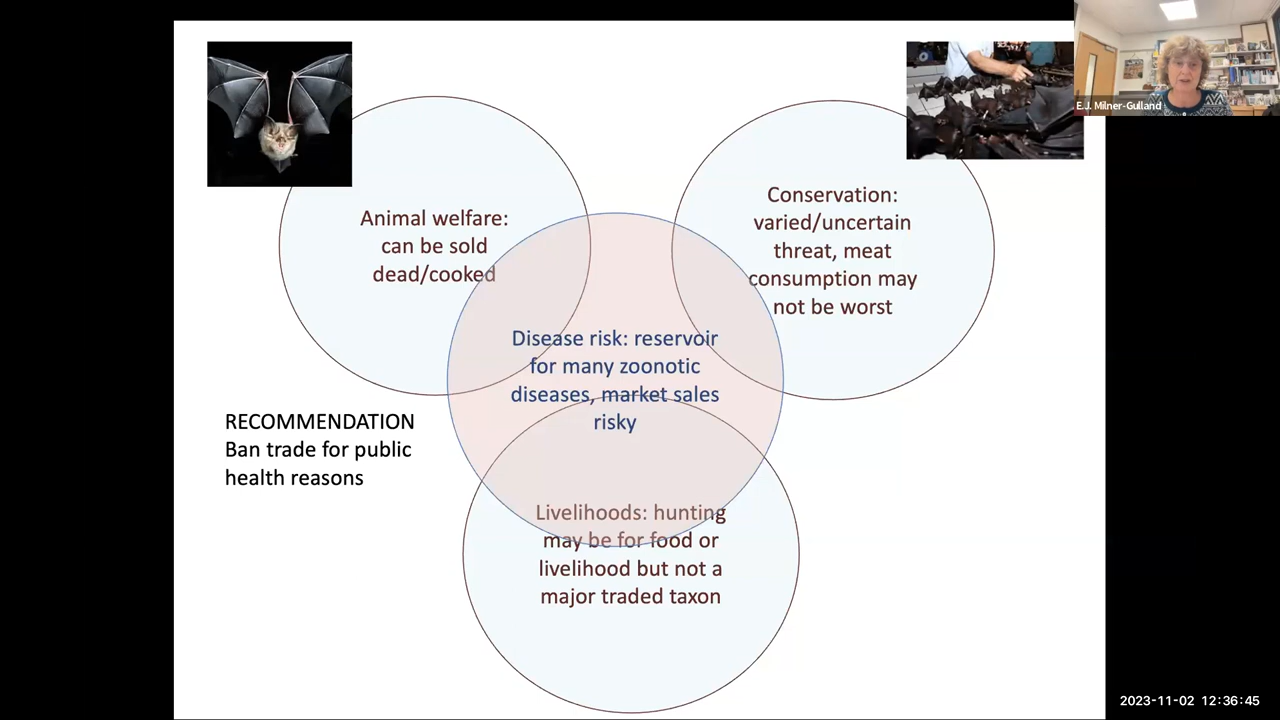 E.J. Milner-Gulland
Animal welfare:
can be sold
dead/cooked
Conservation:
varied/uncertain
threat, meat
consumption may
not be worst
Disease risk: reservoir
for many zoonotic
diseases, market sales
risky
RECOMMENDATION
Ban trade for public
health reasons
Livelihoods: hunting
may be for food or
livelihood but not a
major traded taxon
2023-11-02 12:36:45